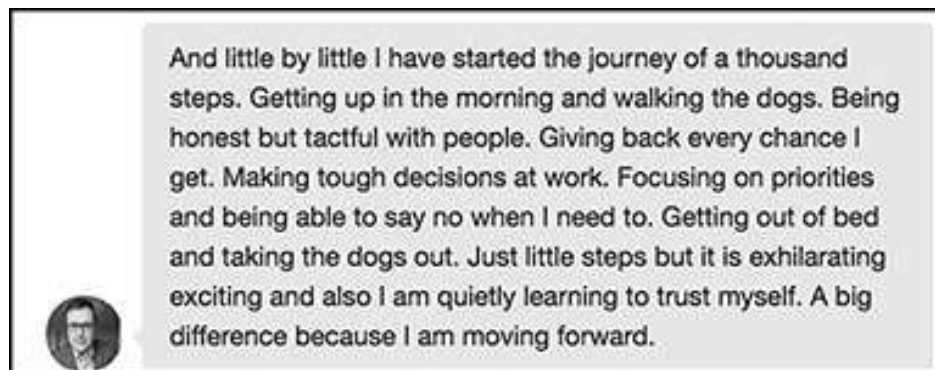 And little by little I have started the journey of a thousand
steps. Getting up in the morning and walking the dogs. Being
honest but tactful with people. Giving back every chance I
get. Making tough decisions at work. Focusing on priorities
and being able to say no when I need to. Getting out of bed
and taking the dogs out. Just little steps but it is exhilarating
exciting and also I am quietly learning to trust myself. A big
difference because I am moving forward.